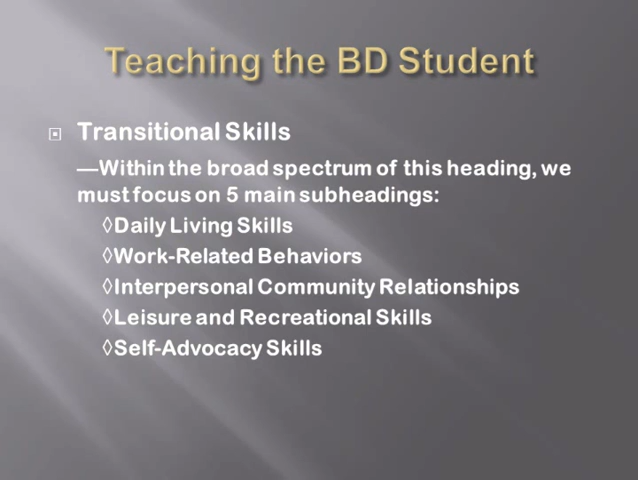 Teaching the BD Student
Transitional Skills
—Within the broad spectrum of this heading, we
must focus on 5 main subheadings:
◊Daily Living Skills
◊Work-Related Behaviors
◊Interpersonal Community Relationships
◊Leisure and Recreational Skills
◊Self-Advocacy Skills